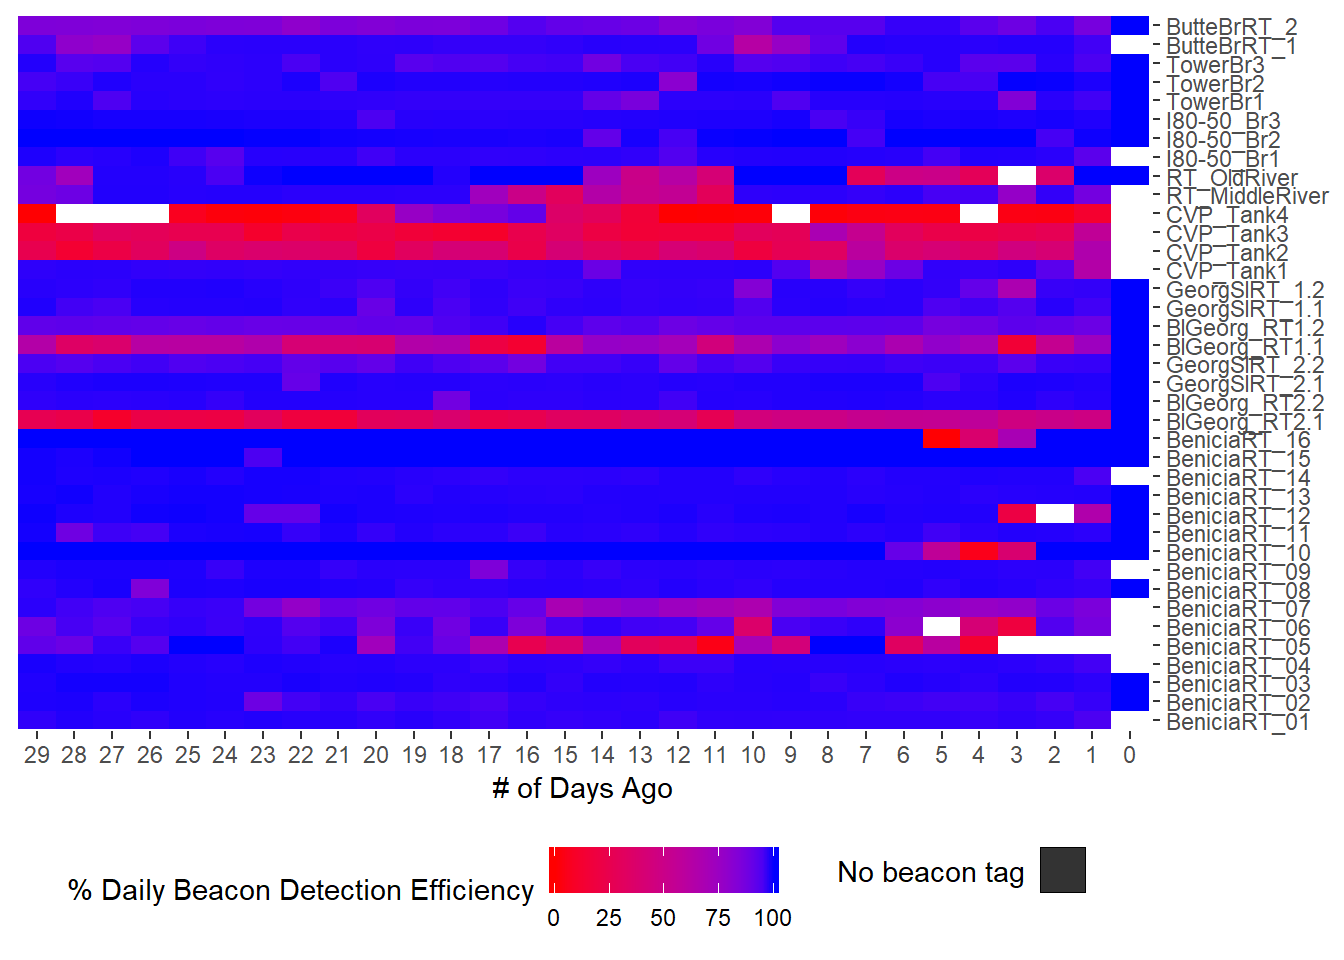 ButteBrRT_2
ButteBrRT_1
TowerBr3
TowerBr2
TowerBr1
I80-50_Br3
I80-50_Br2
I80-50_Br1
RT_OldRiver
RT_MiddleRiver
CVP_Tank4
CVP_Tank3
CVP_Tank2
CVP_Tank1
GeorgSlRT_1.2
GeorgSlRT_1.1
BlGeorg_RT1.2
BlGeorg_RT1.1
GeorgSlRT_2.2
GeorgSlRT_2.1
BlGeorg_RT2.2
BlGeorg_RT2.1
BeniciaRT_16
BeniciaRT_15
BeniciaRT_14
BeniciaRT_13
BeniciaRT_12
BeniciaRT_11
BeniciaRT_10
BeniciaRT_09
BeniciaRT_08
BeniciaRT_07
BeniciaRT_06
BeniciaRT_05
BeniciaRT_04
BeniciaRT_03
BeniciaRT_02
BeniciaRT_01
29 28 27 26 25 24 23 22 21 20 19 18 17 16 15 14 13 12 11 10 9 8 7 6 5 4 3 2 1 0
# of Days Ago
% Daily Beacon Detection Efficiency
0 25 50 75 100
No beacon tag